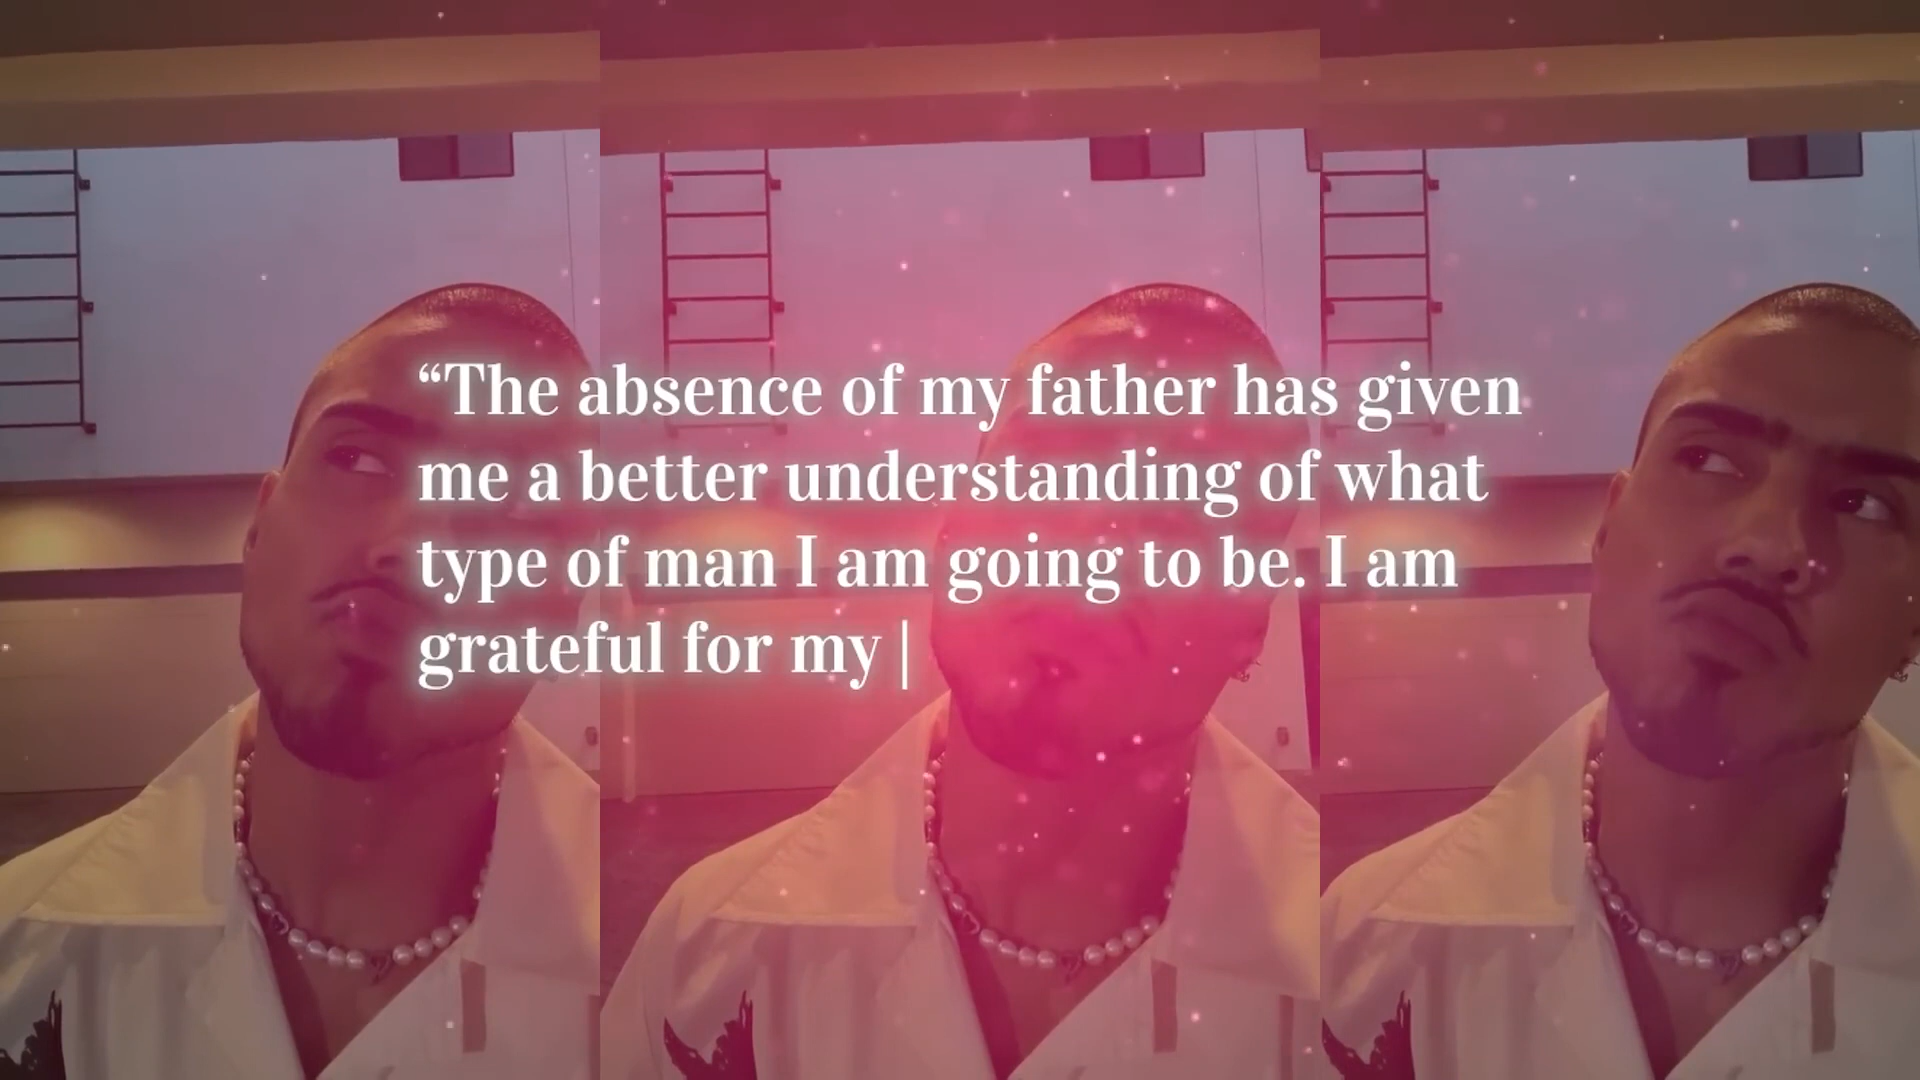 “The absence of my father has given
me a better understanding of what
type of man I am going to be. I am
grateful for my